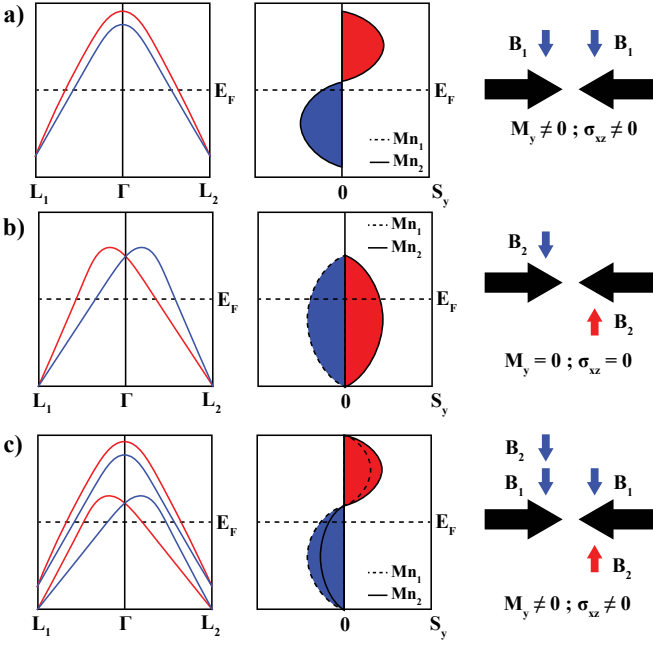 a)
E_F
L_1 Γ L_2
Mn_1
Mn_2
0 S_y
B_1 B_1
M_y ≠ 0 ; σ_xz ≠ 0
b)
E_F
L_1 Γ L_2
Mn_1
Mn_2
E_F
0 S_y
B_2
B_2
M_y = 0 ; σ_xz = 0
c)
E_F
L_1 Γ L_2
E_F
Mn_1
Mn_2
0 S_y
B_2
B_1 B_1
B_2
M_y ≠ 0 ; σ_xz ≠ 0